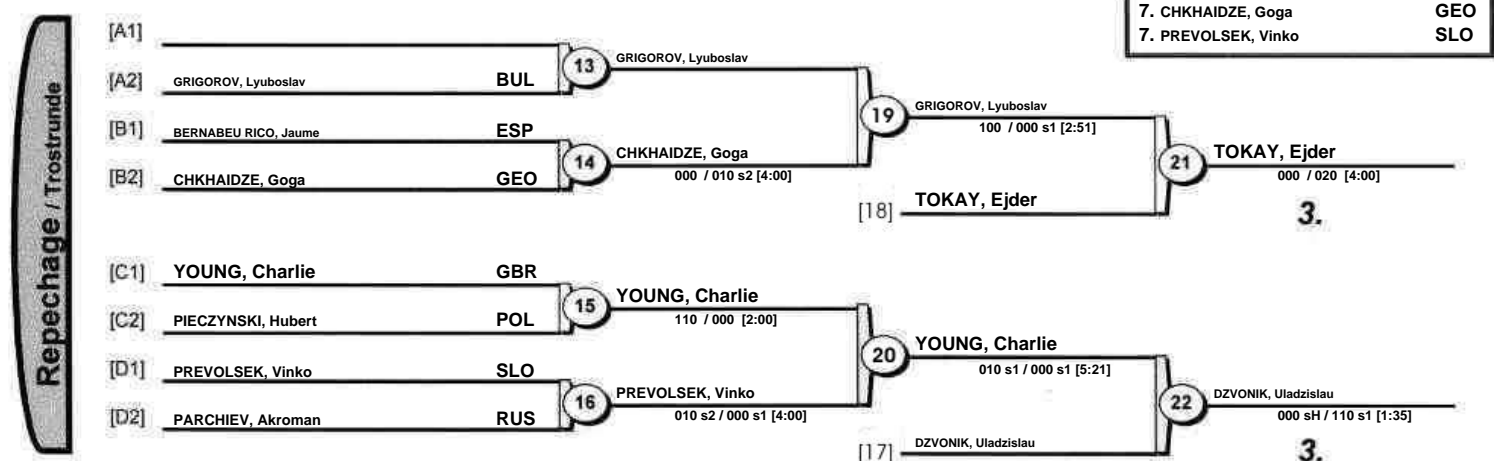 7. CHKHAIDZE, Goga GEO
7. PREVOLSEK, Vinko SLO
Repechage / Trostrunde
[A1]
13
GRIGOROV, Lyuboslav
[A2] GRIGOROV, Lyuboslav BUL
19
GRIGOROV, Lyuboslav
100 / 000 s1 [2:51]
[B1] BERNABEU RICO, Jaume ESP
14
CHKHAIDZE, Goga
000 / 010 s2 [4:00]
[B2] CHKHAIDZE, Goga GEO
21
TOKAY, Ejder
000 / 020 [4:00]
[18] TOKAY, Ejder
3.
[C1] YOUNG, Charlie GBR
15
YOUNG, Charlie
110 / 000 [2:00]
[C2] PIECZYNSKI, Hubert POL
20
YOUNG, Charlie
010 s1 / 000 s1 [5:21]
[D1] PREVOLSEK, Vinko SLO
16
PREVOLSEK, Vinko
010 s2 / 000 s1 [4:00]
[D2] PARCHIEV, Akroman RUS
22
DZVONIK, Uladzislau
000 sH / 110 s1 [1:35]
[17] DZVONIK, Uladzislau
3.